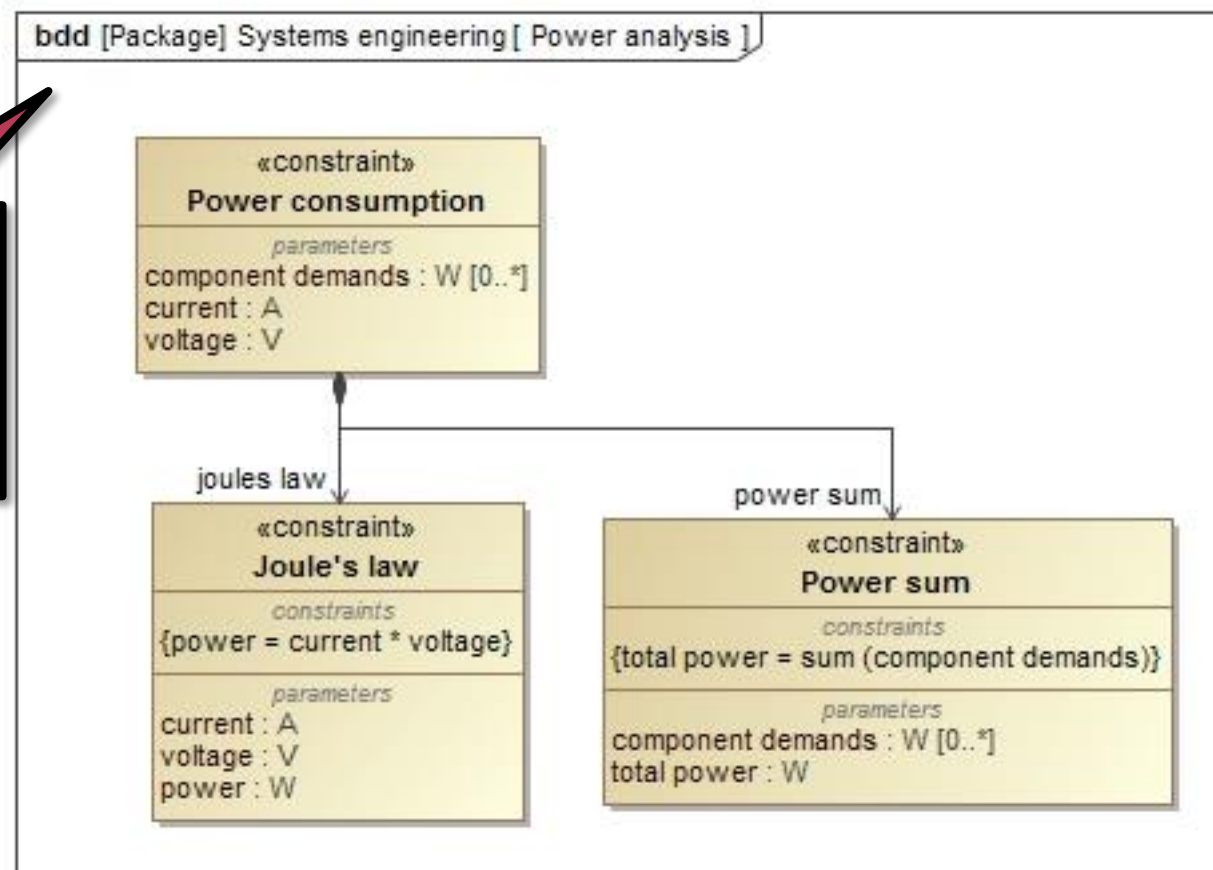 bdd [Package] Systems engineering [ Power analysis ]
«constraint»
Power consumption
parameters
component demands : W [0..*]
current : A
voltage : V
joules law
power sum
«constraint»
Joule's law
constraints
{power = current * voltage}
parameters
current : A
voltage : V
power : W
«constraint»
Power sum
constraints
{total power = sum (component demands)}
parameters
component demands : W [0..*]
total power : W